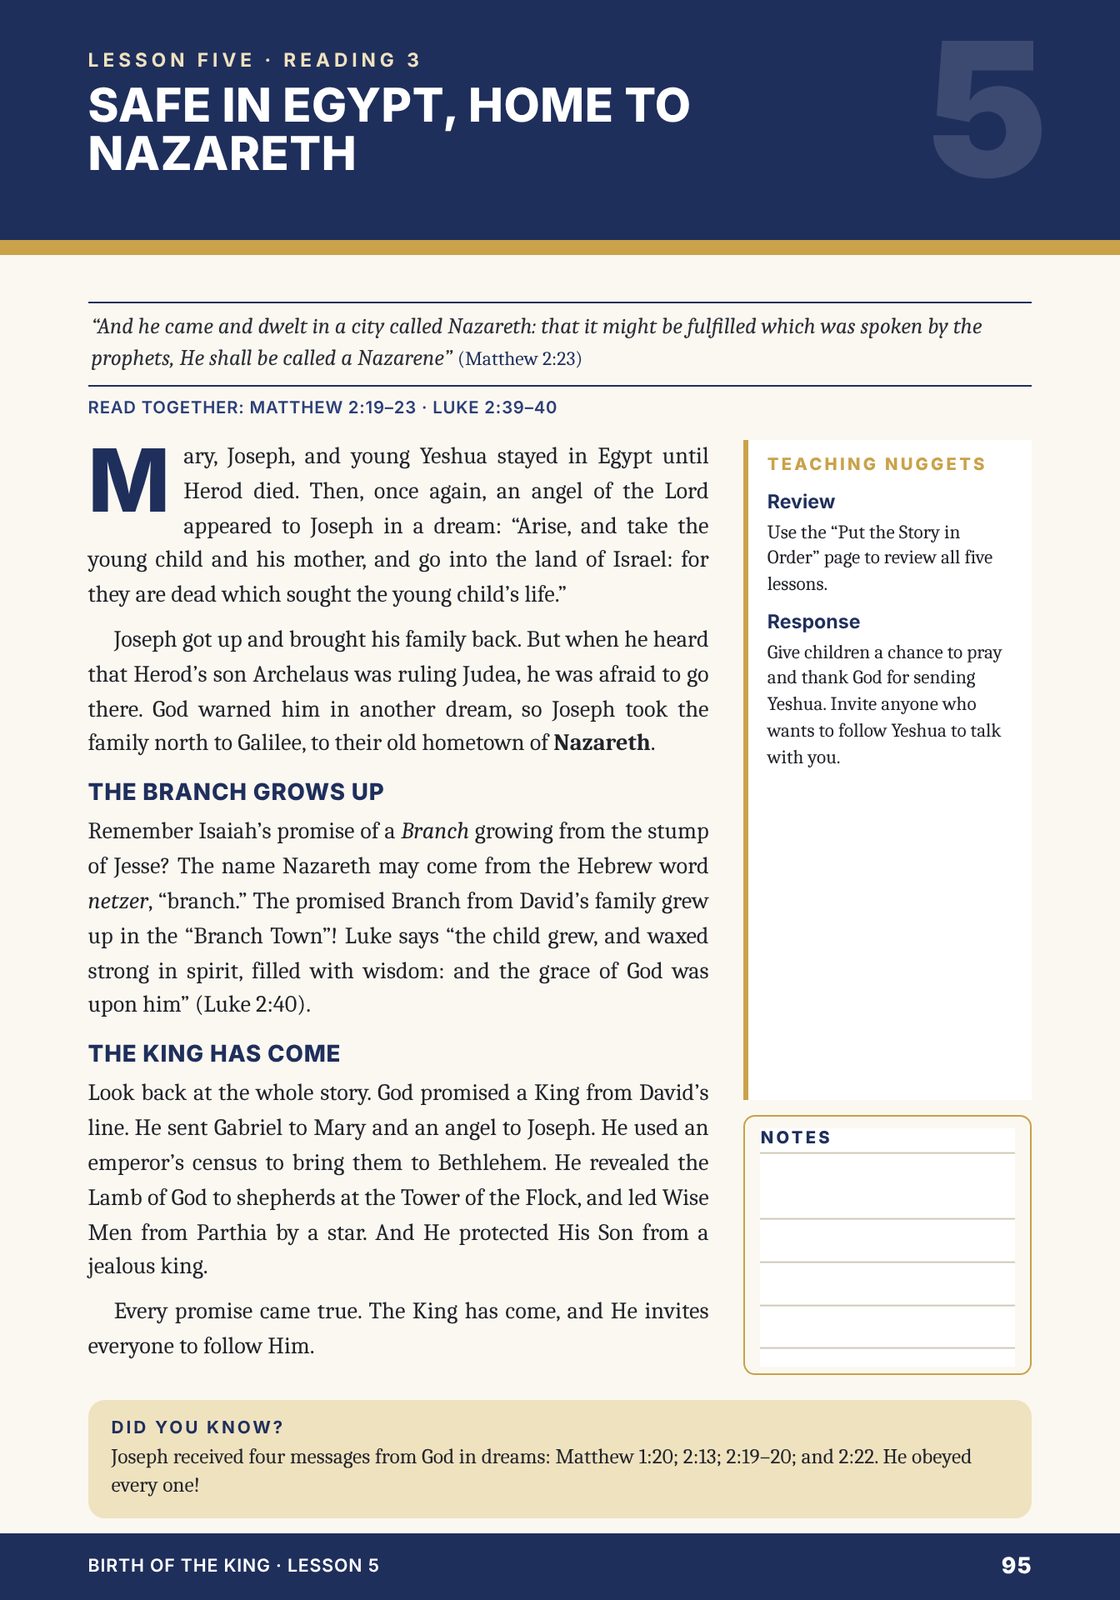 LESSON FIVE · READING 3
5
SAFE IN EGYPT, HOME TO
NAZARETH
“And he came and dwelt in a city called Nazareth: that it might be fulfilled which was spoken by the
prophets, He shall be called a Nazarene” (Matthew 2:23)
READ TOGETHER: MATTHEW 2:19–23 · LUKE 2:39–40
Mary, Joseph, and young Yeshua stayed in Egypt until
Herod died. Then, once again, an angel of the Lord
appeared to Joseph in a dream: “Arise, and take the
young child and his mother, and go into the land of Israel: for
they are dead which sought the young child’s life.”
Joseph got up and brought his family back. But when he heard
that Herod’s son Archelaus was ruling Judea, he was afraid to go
there. God warned him in another dream, so Joseph took the
family north to Galilee, to their old hometown of Nazareth.
THE BRANCH GROWS UP
Remember Isaiah’s promise of a Branch growing from the stump
of Jesse? The name Nazareth may come from the Hebrew word
netzer, “branch.” The promised Branch from David’s family grew
up in the “Branch Town”! Luke says “the child grew, and waxed
strong in spirit, filled with wisdom: and the grace of God was
upon him” (Luke 2:40).
THE KING HAS COME
Look back at the whole story. God promised a King from David’s
line. He sent Gabriel to Mary and an angel to Joseph. He used an
emperor’s census to bring them to Bethlehem. He revealed the
Lamb of God to shepherds at the Tower of the Flock, and led Wise
Men from Parthia by a star. And He protected His Son from a
jealous king.
Every promise came true. The King has come, and He invites
everyone to follow Him.
TEACHING NUGGETS
Review
Use the “Put the Story in
Order” page to review all five
lessons.
Response
Give children a chance to pray
and thank God for sending
Yeshua. Invite anyone who
wants to follow Yeshua to talk
with you.
NOTES
DID YOU KNOW?
Joseph received four messages from God in dreams: Matthew 1:20; 2:13; 2:19–20; and 2:22. He obeyed
every one!
BIRTH OF THE KING · LESSON 5
95